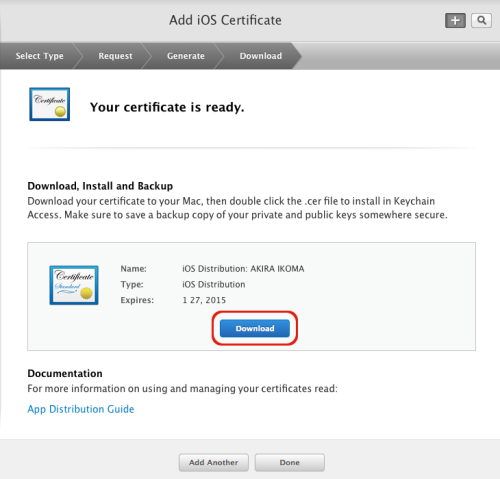 Add iOS Certificate
Select Type
Request
Generate
Download
Certificate
Your certificate is ready.
Download, Install and Backup
Download your certificate to your Mac, then double click the .cer file to install in Keychain
Access. Make sure to save a backup copy of your private and public keys somewhere secure.
Certificate
Standard
Name: iOS Distribution: AKIRA IKOMA
Type: iOS Distribution
Expires: 1 27, 2015
Download
Documentation
For more information on using and managing your certificates read:
App Distribution Guide
Add Another
Done